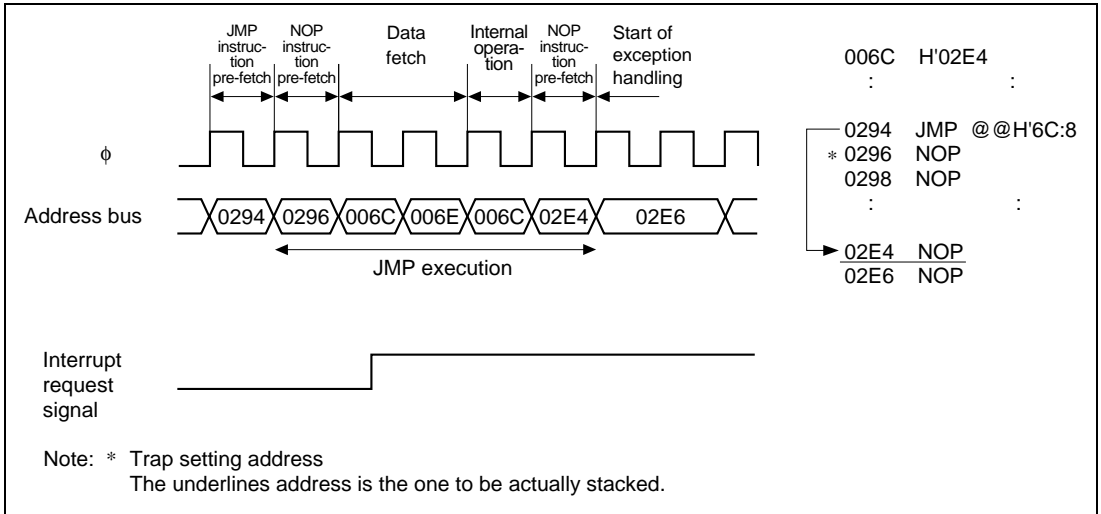 JMP
instruc-
tion
pre-fetch
NOP
instruc-
tion
pre-fetch
Data
fetch
Internal
opera-
tion
NOP
instruc-
tion
pre-fetch
Start of
exception
handling
φ
Address bus
0294 0296 006C 006E 006C 02E4 02E6
JMP execution
Interrupt
request
signal
006C H'02E4
: :
0294 JMP @@H'6C:8
* 0296 NOP
0298 NOP
: :
02E4 NOP
02E6 NOP
Note: * Trap setting address
The underlines address is the one to be actually stacked.